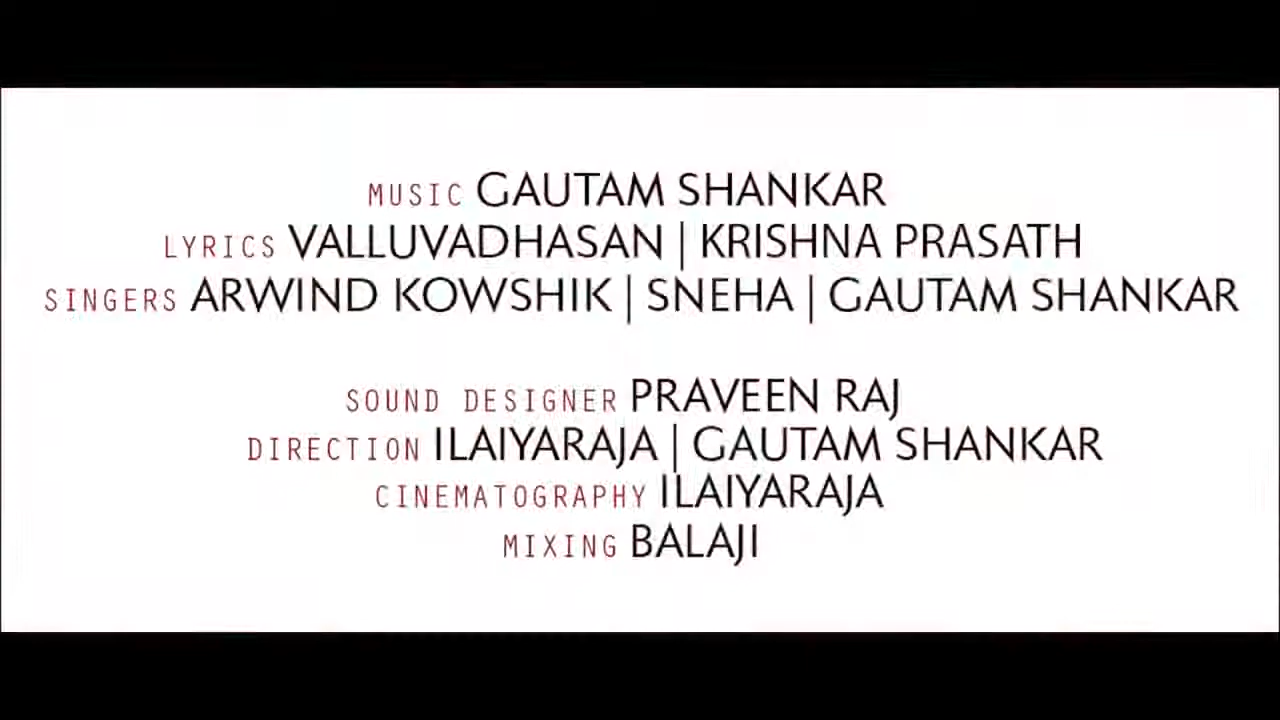 MUSIC GAUTAM SHANKAR
LYRICS VALLUVADHASAN | KRISHNA PRASATH
SINGERS ARWIND KOWSHIK | SNEHA | GAUTAM SHANKAR
SOUND DESIGNER PRAVEEN RAJ
DIRECTION ILAIYARAJA | GAUTAM SHANKAR
CINEMATOGRAPHY ILAIYARAJA
MIXING BALAJI